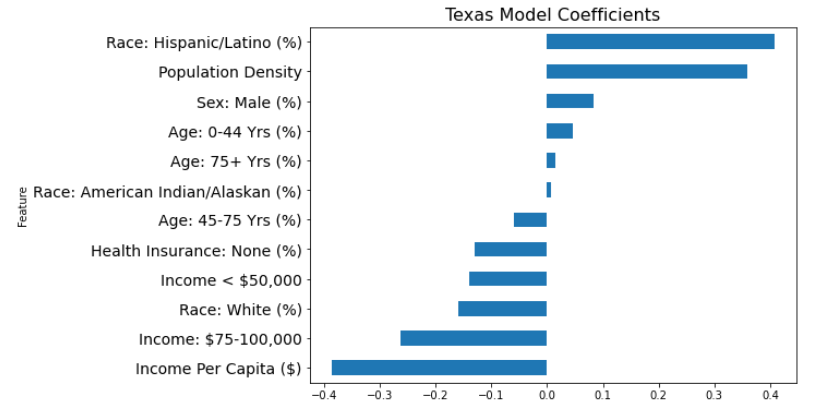 Texas Model Coefficients
Race: Hispanic/Latino (%)
Population Density
Sex: Male (%)
Age: 0-44 Yrs (%)
Age: 75+ Yrs (%)
Race: American Indian/Alaskan (%)
Age: 45-75 Yrs (%)
Health Insurance: None (%)
Income < $50,000
Race: White (%)
Income: $75-100,000
Income Per Capita ($)
Feature
−0.4 −0.3 −0.2 −0.1 0.0 0.1 0.2 0.3 0.4